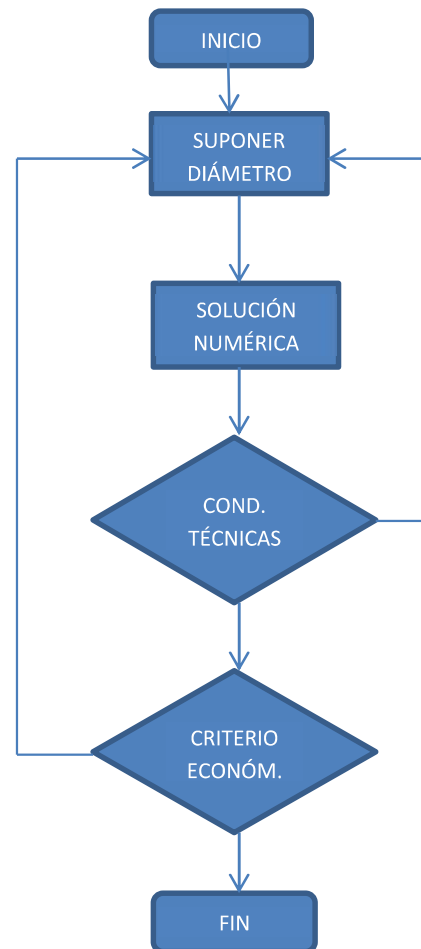 INICIO
SUPONER
DIÁMETRO
SOLUCIÓN
NUMÉRICA
COND.
TÉCNICAS
CRITERIO
ECONÓM.
FIN